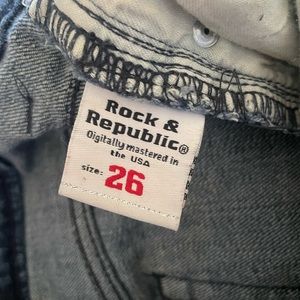 Rock &
Republic®
Digitally mastered in
the USA
size: 26